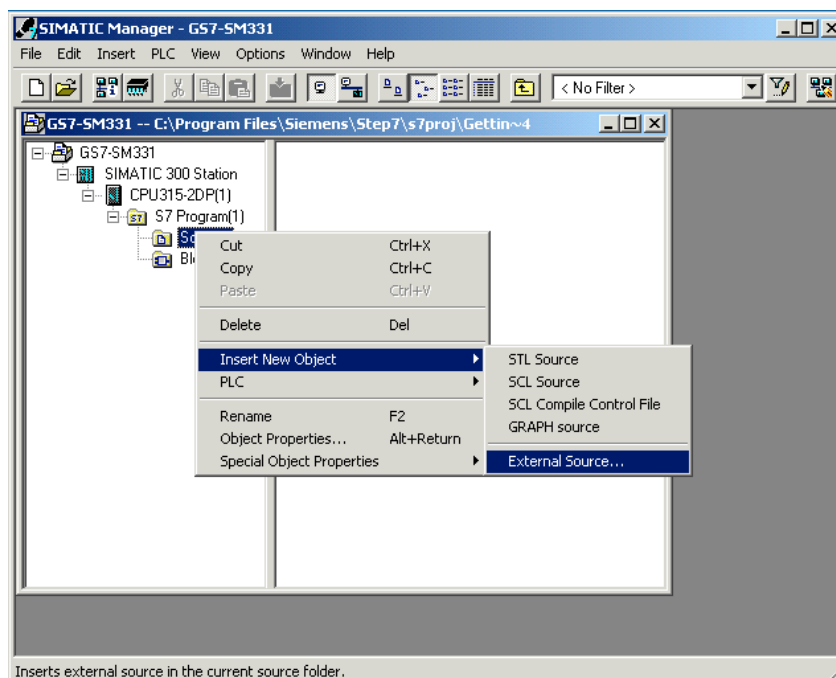 SIMATIC Manager - GS7-SM331
File Edit Insert PLC View Options Window Help
< No Filter >
GS7-SM331 -- C:\Program Files\Siemens\Step7\s7proj\Gettin~4
GS7-SM331
SIMATIC 300 Station
CPU315-2DP(1)
S7 Program(1)
Cut Ctrl+X
Copy Ctrl+C
Paste Ctrl+V
Delete Del
Insert New Object
PLC
Rename F2
Object Properties... Alt+Return
Special Object Properties
STL Source
SCL Source
SCL Compile Control File
GRAPH source
External Source...
Inserts external source in the current source folder.